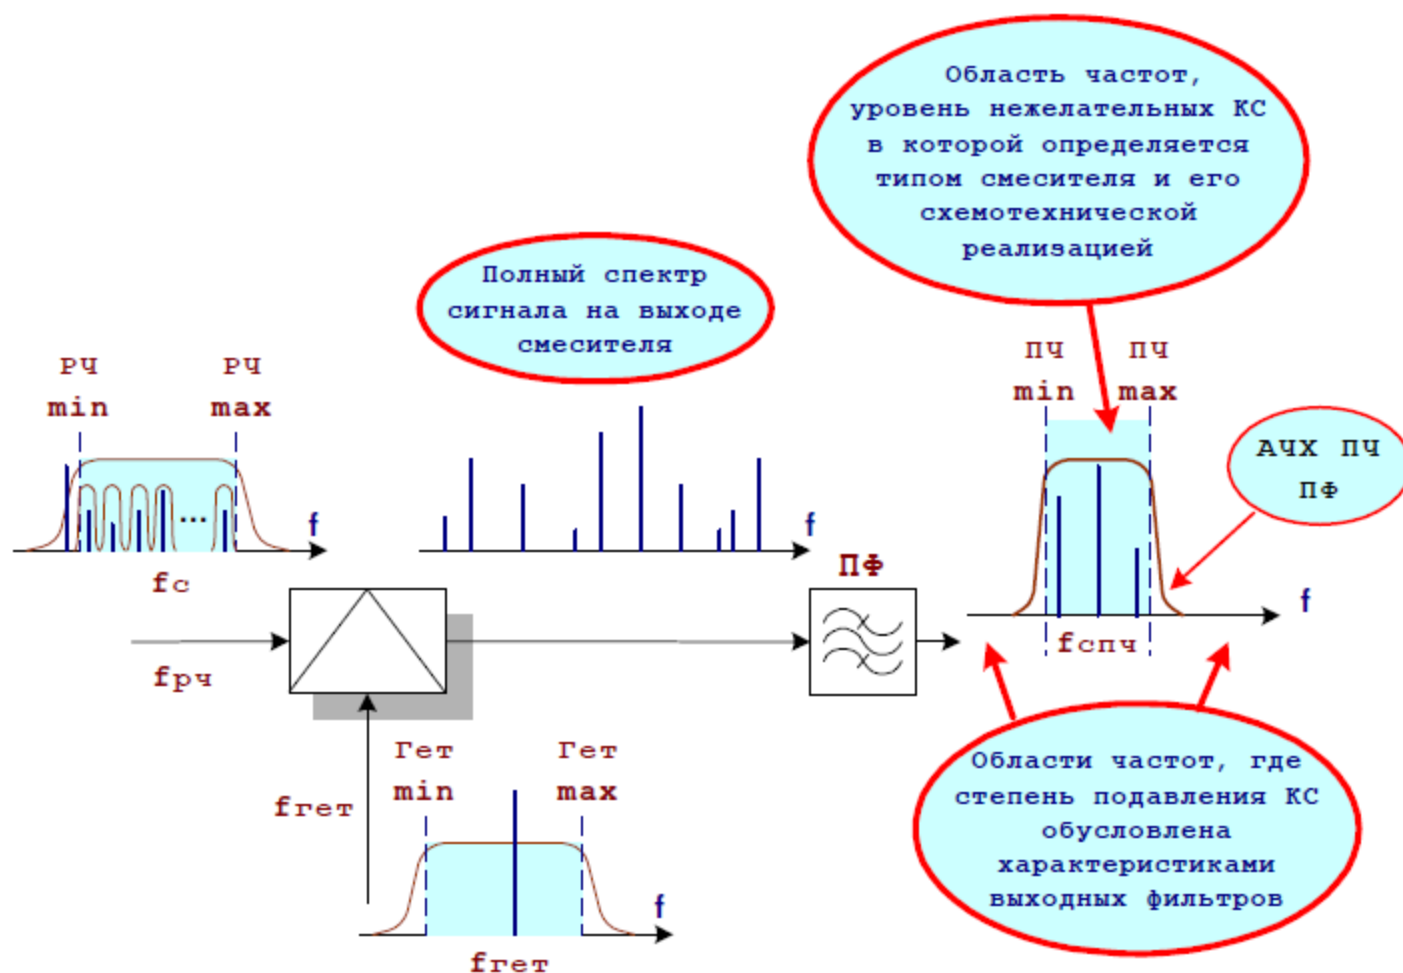 Область частот,
уровень нежелательных КС
в которой определяется
типом смесителя и его
схемотехнической
реализацией
Полный спектр
сигнала на выходе
смесителя
РЧ
min
РЧ
max
ПЧ
min
ПЧ
max
АЧХ ПЧ
ПФ
...
f
fс
f
ПФ
f
fспч
fрч
Гет
min
Гет
max
fгет
f
fгет
Области частот, где
степень подавления КС
обусловлена
характеристиками
выходных фильтров